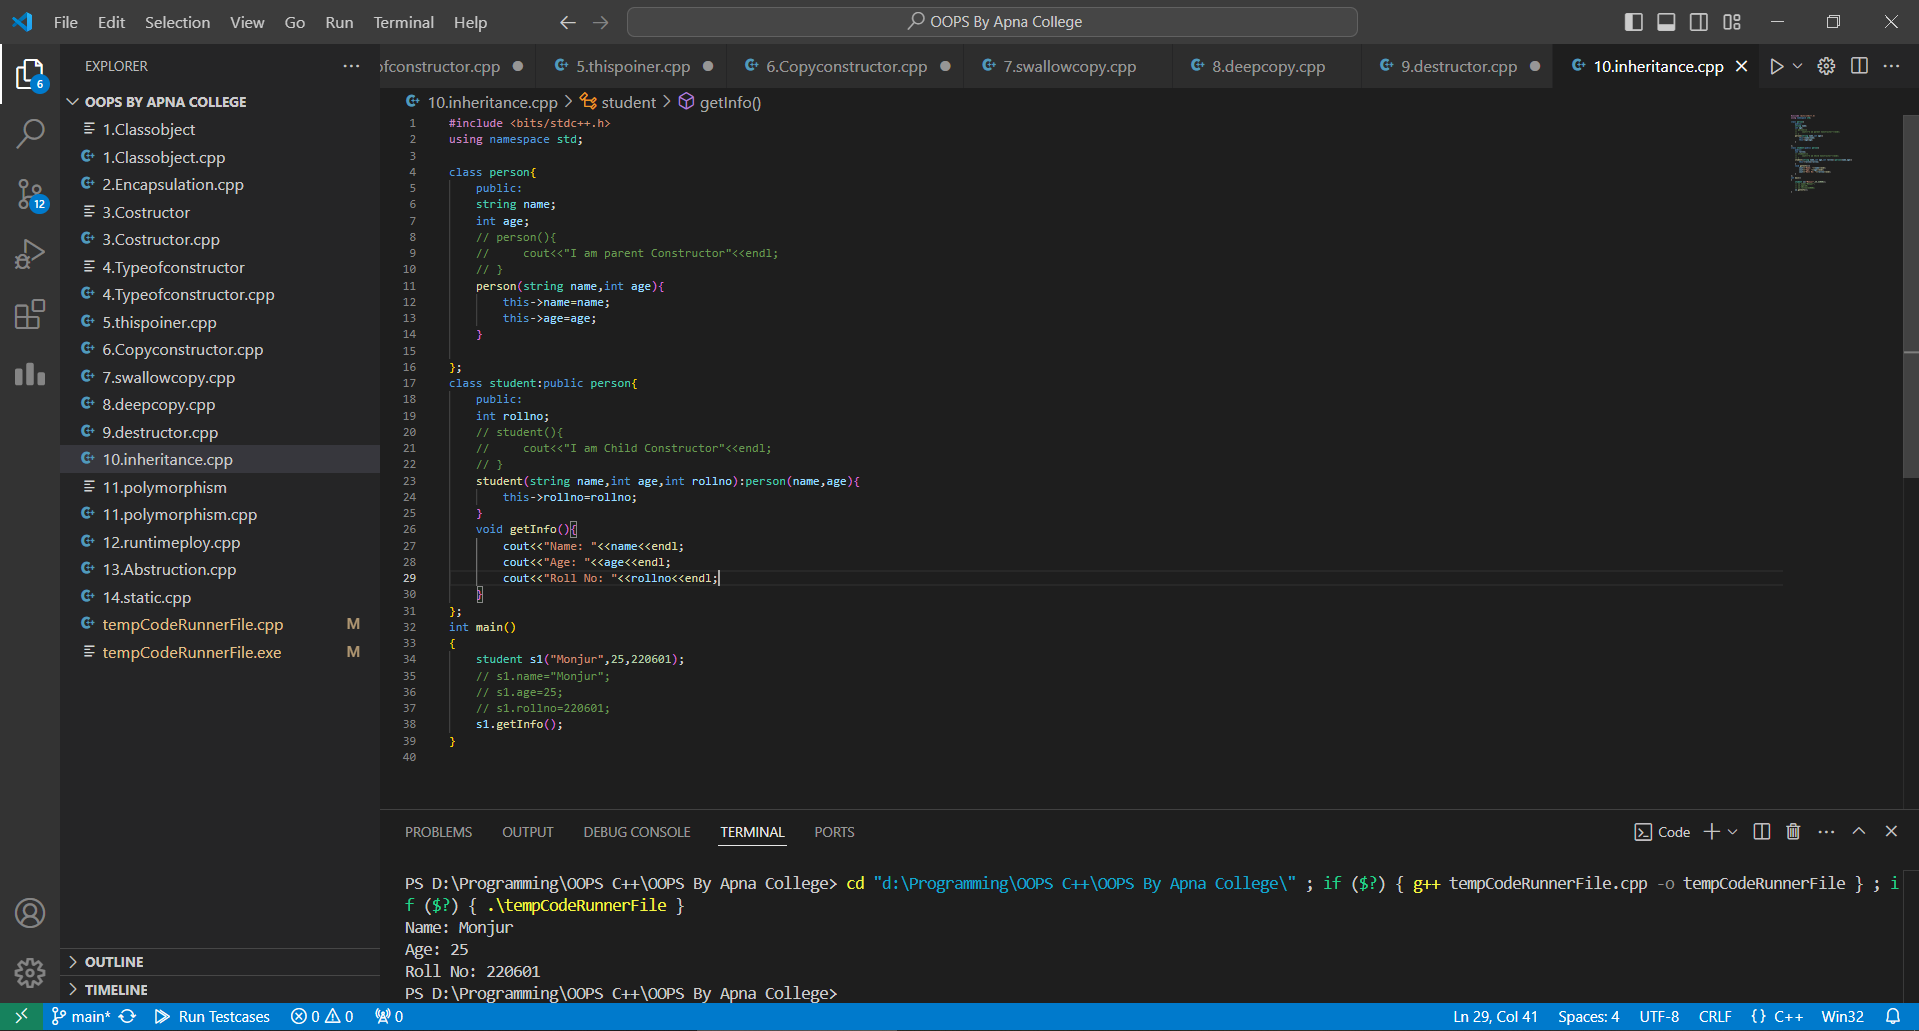 File Edit Selection View Go Run Terminal Help
OOPS By Apna College
EXPLORER
OOPS BY APNA COLLEGE
1.Classobject
1.Classobject.cpp
2.Encapsulation.cpp
3.Costructor
3.Costructor.cpp
4.Typeofconstructor
4.Typeofconstructor.cpp
5.thispoiner.cpp
6.Copyconstructor.cpp
7.swallowcopy.cpp
8.deepcopy.cpp
9.destructor.cpp
10.inheritance.cpp
11.polymorphism
11.polymorphism.cpp
12.runtimeploy.cpp
13.Abstruction.cpp
14.static.cpp
tempCodeRunnerFile.cpp M
tempCodeRunnerFile.exe M
OUTLINE
TIMELINE
6
12
ofconstructor.cpp 5.thispoiner.cpp 6.Copyconstructor.cpp 7.swallowcopy.cpp 8.deepcopy.cpp 9.destructor.cpp 10.inheritance.cpp
10.inheritance.cpp > student > getInfo()
1 #include <bits/stdc++.h>
2 using namespace std;
3
4 class person{
5 public:
6 string name;
7 int age;
8 // person(){
9 //     cout<<"I am parent Constructor"<<endl;
10 // }
11 person(string name,int age){
12 this->name=name;
13 this->age=age;
14 }
15
16 };
17 class student:public person{
18 public:
19 int rollno;
20 // student(){
21 //     cout<<"I am Child Constructor"<<endl;
22 // }
23 student(string name,int age,int rollno):person(name,age){
24 this->rollno=rollno;
25 }
26 void getInfo(){
27 cout<<"Name: "<<name<<endl;
28 cout<<"Age: "<<age<<endl;
29 cout<<"Roll No: "<<rollno<<endl;
30 }
31 };
32 int main()
33 {
34 student s1("Monjur",25,220601);
35 // s1.name="Monjur";
36 // s1.age=25;
37 // s1.rollno=220601;
38 s1.getInfo();
39 }
40
PROBLEMS OUTPUT DEBUG CONSOLE TERMINAL PORTS
Code
PS D:\Programming\OOPS C++\OOPS By Apna College> cd "d:\Programming\OOPS C++\OOPS By Apna College\" ; if ($?) { g++ tempCodeRunnerFile.cpp -o tempCodeRunnerFile } ; i
f ($?) { .\tempCodeRunnerFile }
Name: Monjur
Age: 25
Roll No: 220601
PS D:\Programming\OOPS C++\OOPS By Apna College>
main* Run Testcases 0 0 0 Ln 29, Col 41 Spaces: 4 UTF-8 CRLF {} C++ Win32